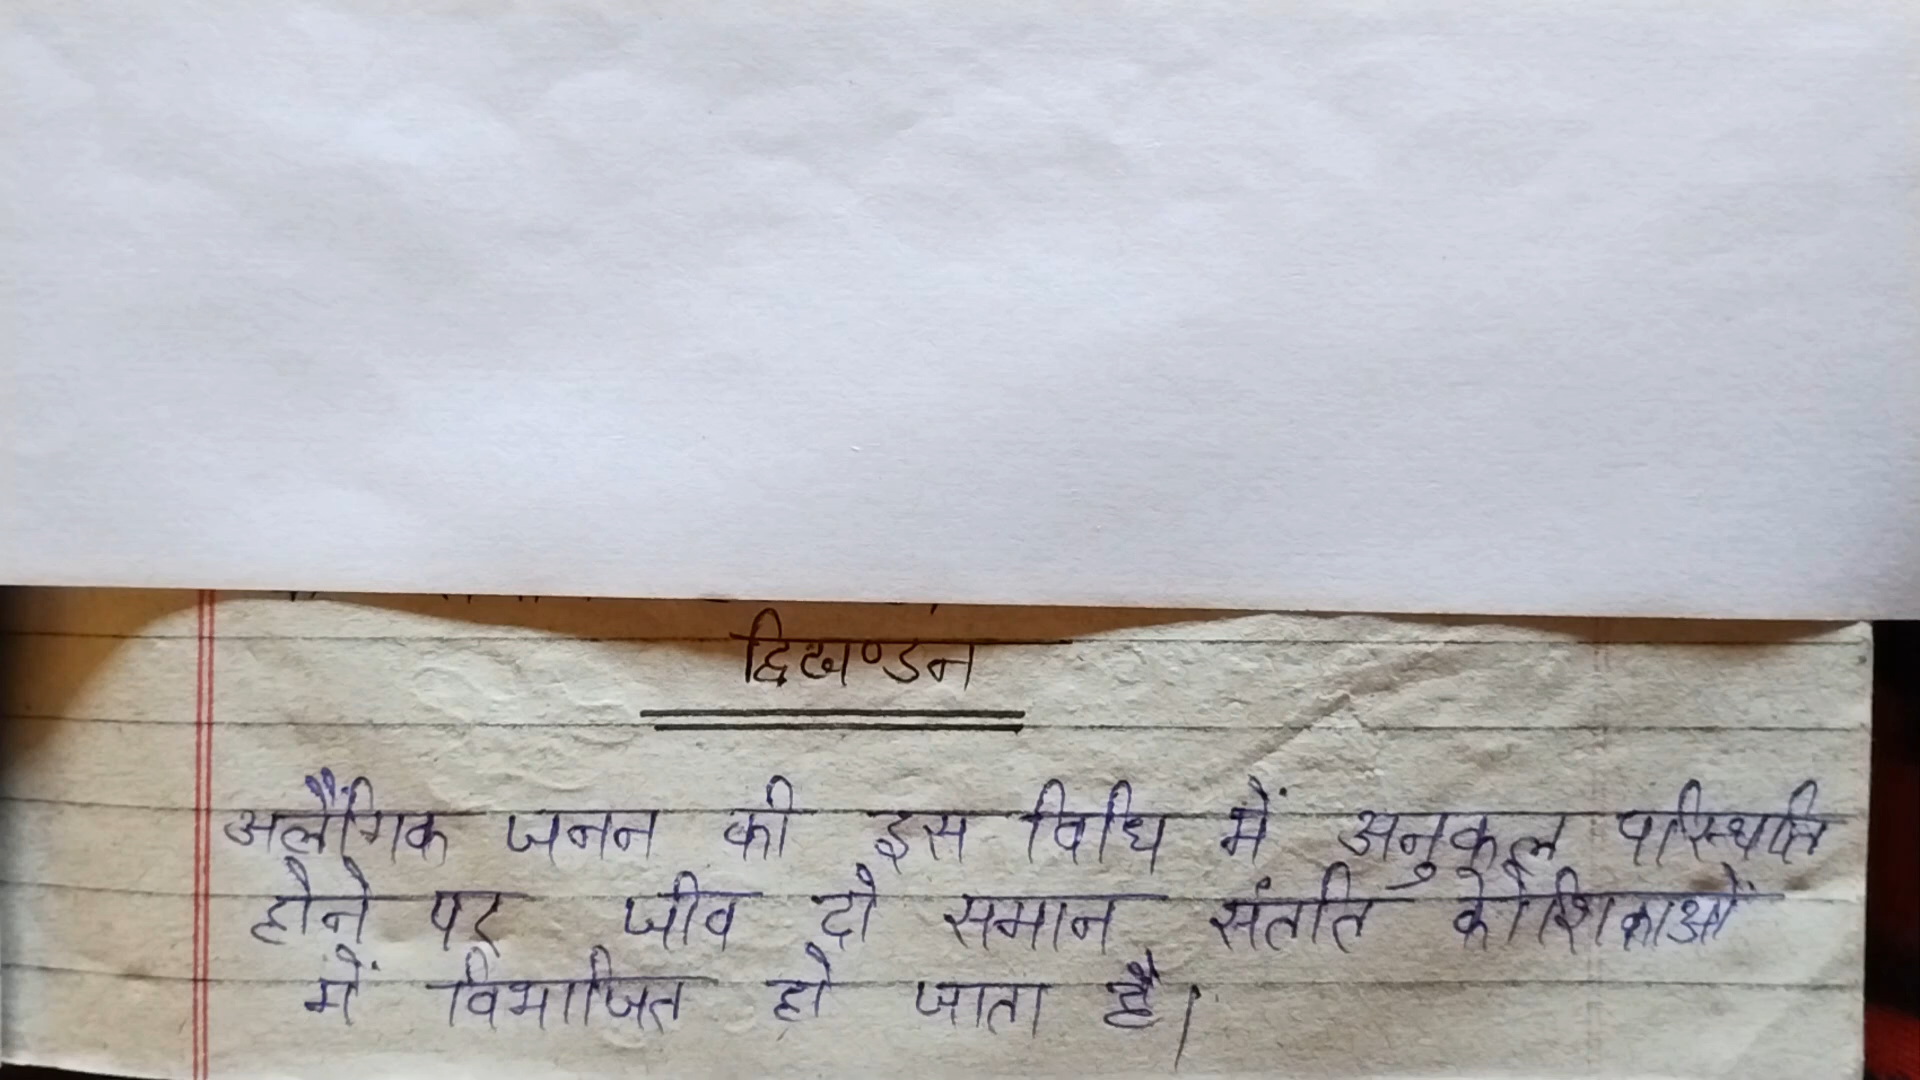 द्विखण्डन
अलैंगिक जनन की इस विधि में अनुकूल परिस्थिति
होने पर जीव दो समान संतति कोशिकाओं
में विभाजित हो जाता है।